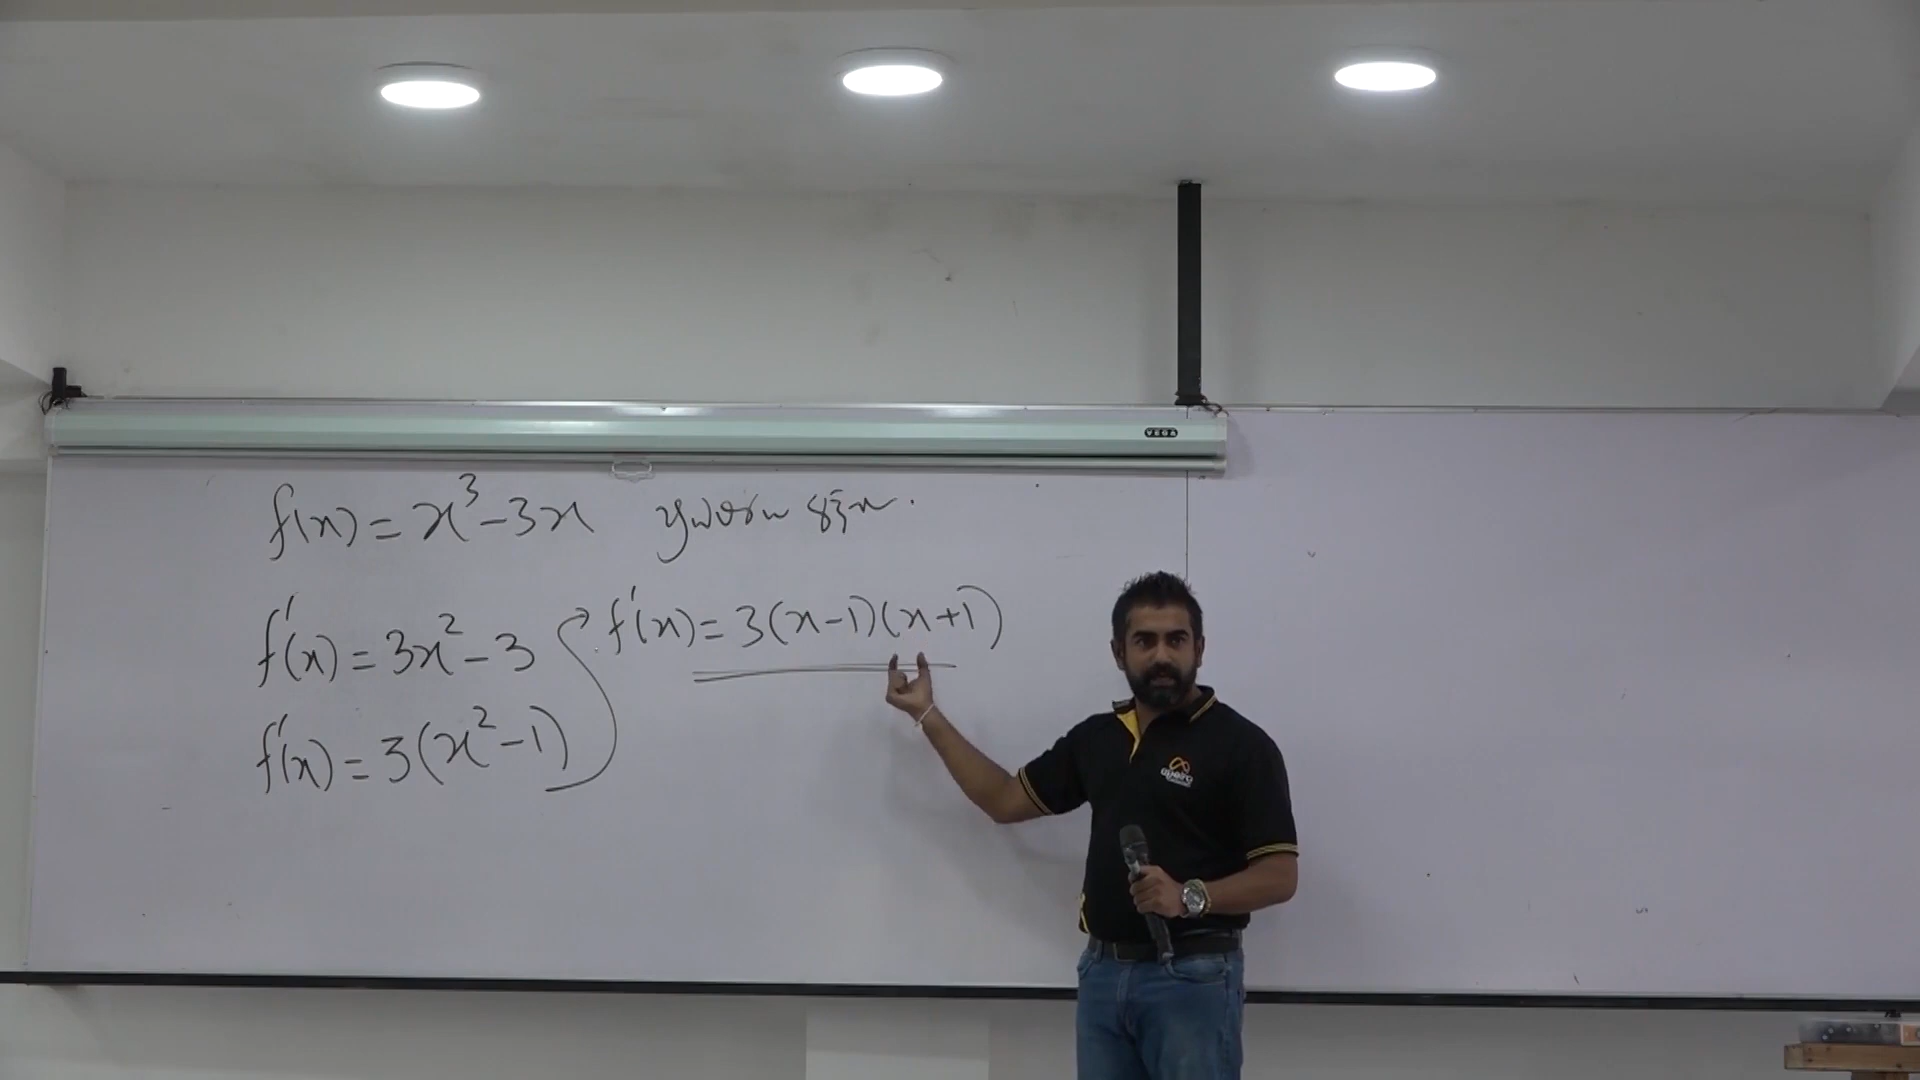 f(x) = x³ - 3x
f'(x) = 3x² - 3
f'(x) = 3(x² - 1)
f'(x) = 3(x-1)(x+1)
VEGA